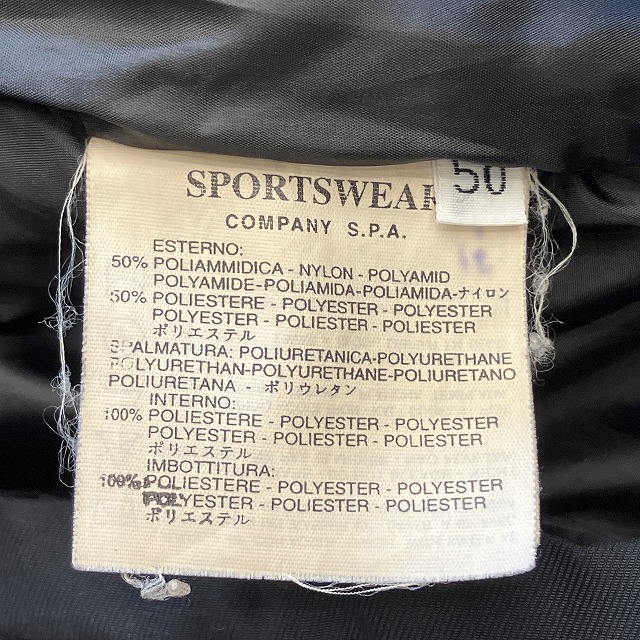 SPORTSWEAR
50
COMPANY S.P.A.
ESTERNO:
50% POLIAMMIDICA - NYLON - POLYAMID
POLYAMIDE-POLIAMIDA-POLIAMIDA-ナイロン
50% POLIESTERE - POLYESTER - POLYESTER
POLYESTER - POLIESTER - POLIESTER
ポリエステル
SPALMATURA: POLIURETANICA-POLYURETHANE
POLYURETHAN-POLYURETHANE-POLIURETANO
POLIURETANA - ポリウレタン
INTERNO:
100% POLIESTERE - POLYESTER - POLYESTER
POLYESTER - POLIESTER - POLIESTER
ポリエステル
IMBOTTITURA:
100% POLIESTERE - POLYESTER - POLYESTER
POLYESTER - POLIESTER - POLIESTER
ポリエステル